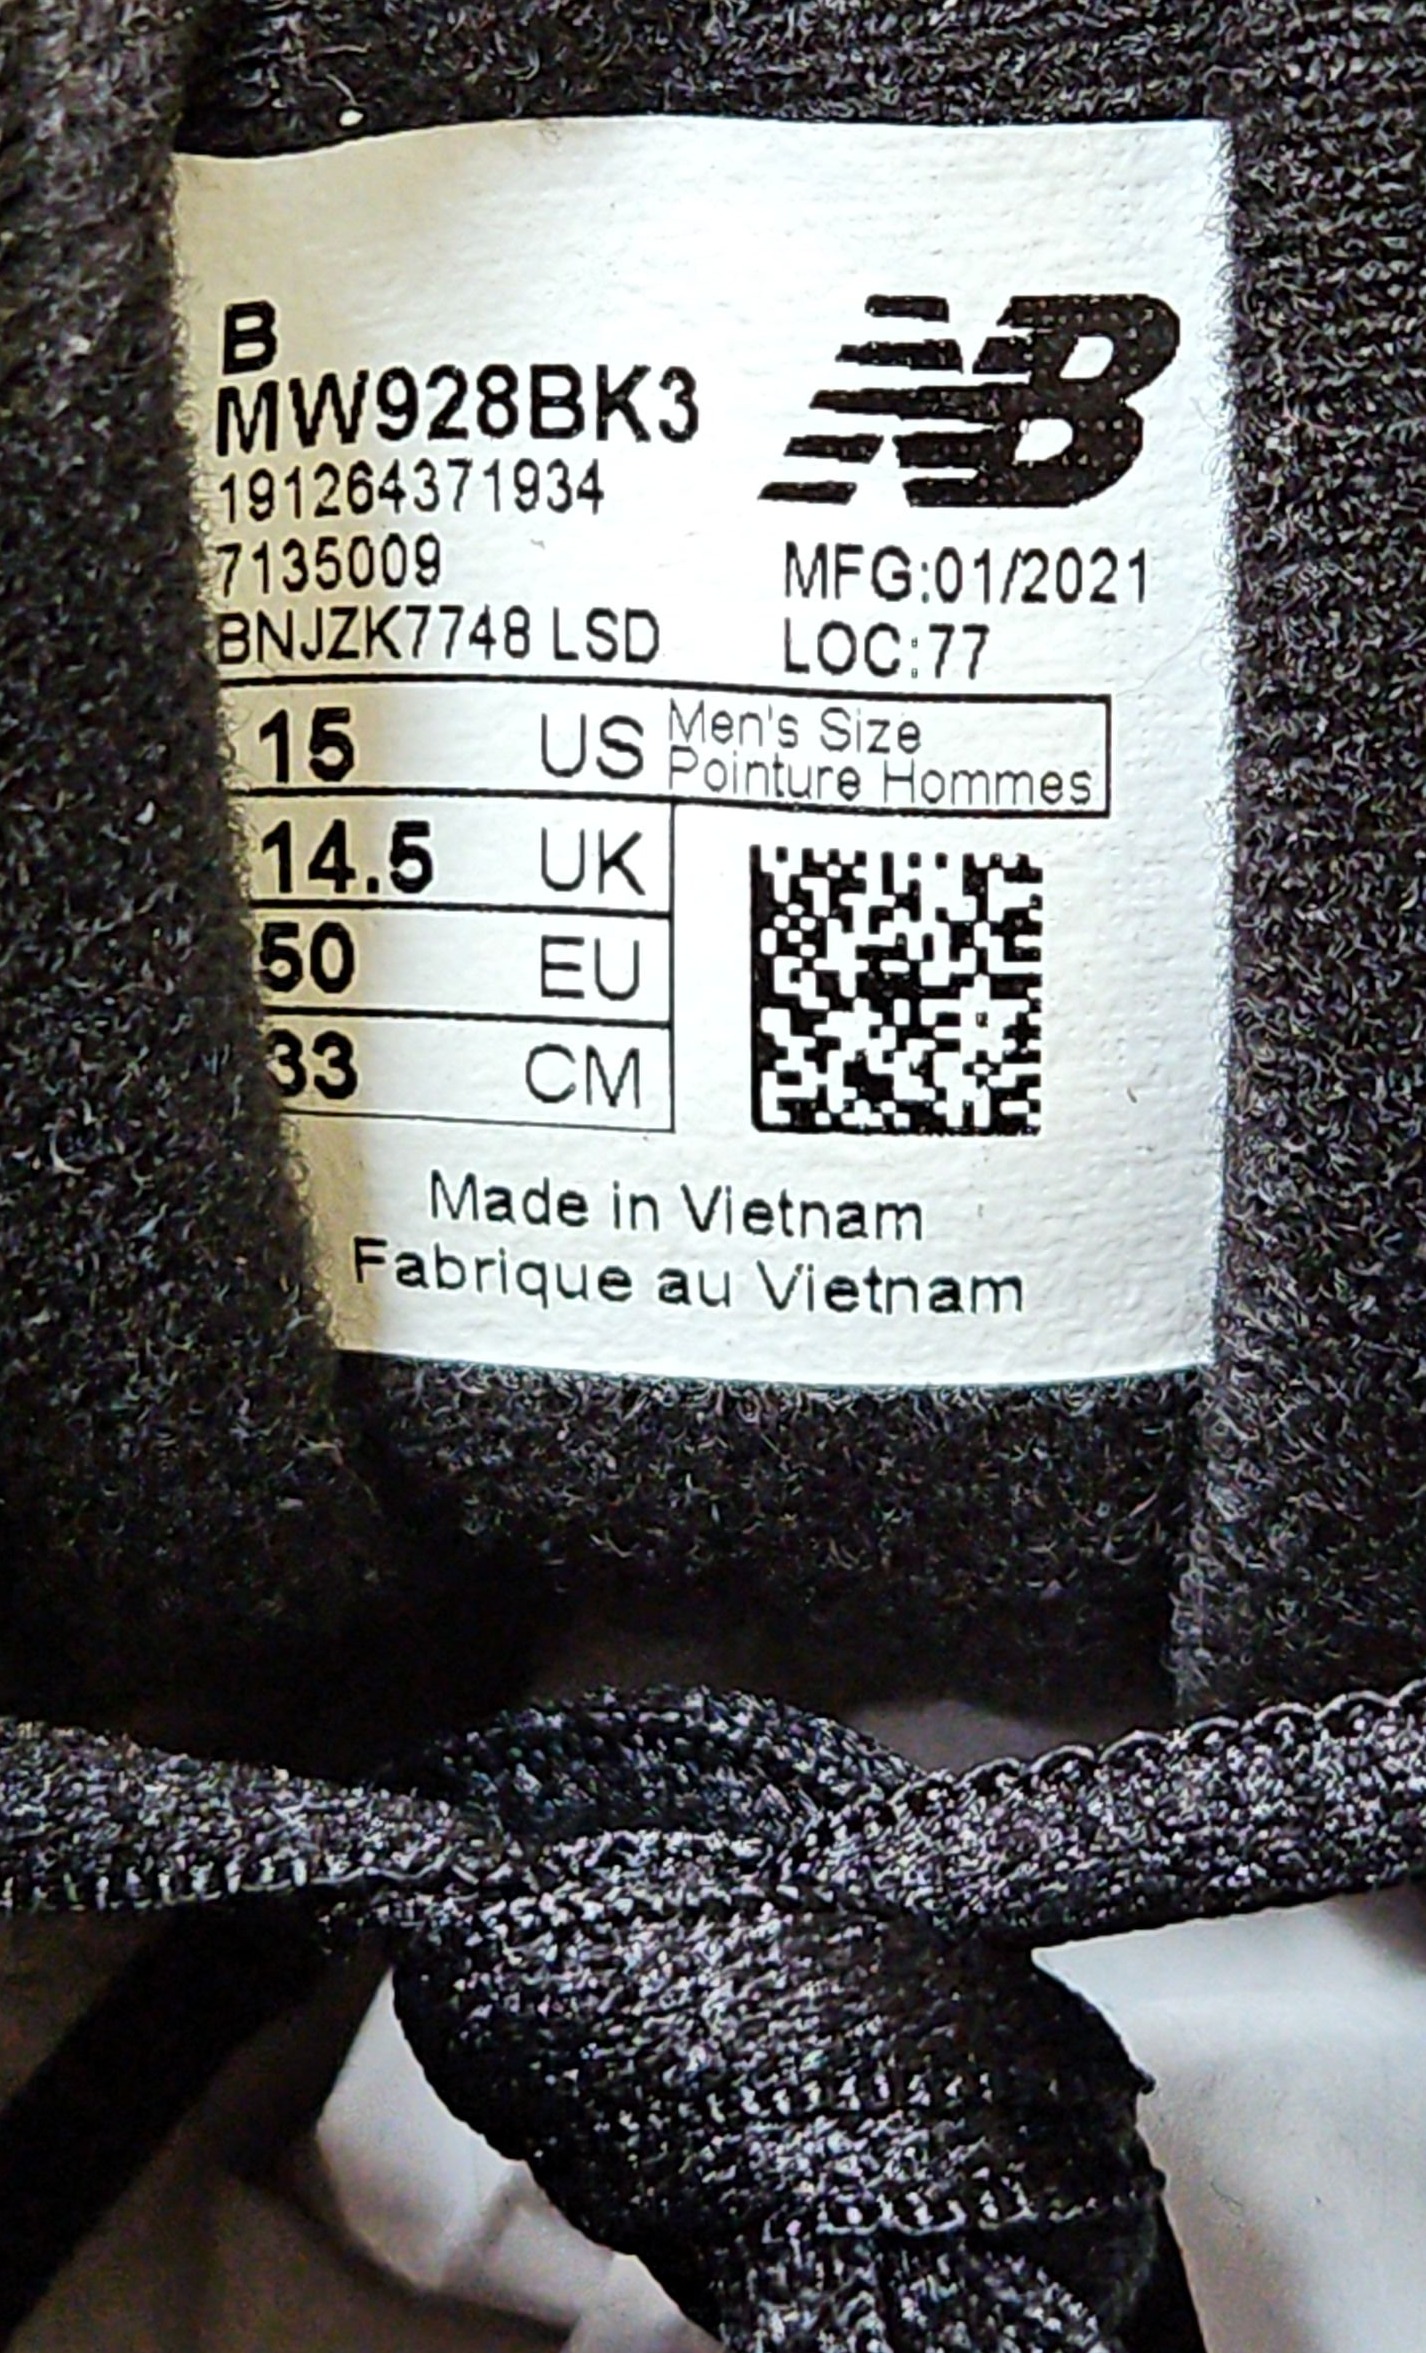 B
MW928BK3
191264371934
7135009
BNJZK7748 LSD
NB
MFG:01/2021
LOC:77
15 US Men's Size
Pointure Hommes
14.5 UK
50 EU
33 CM
Made in Vietnam
Fabrique au Vietnam